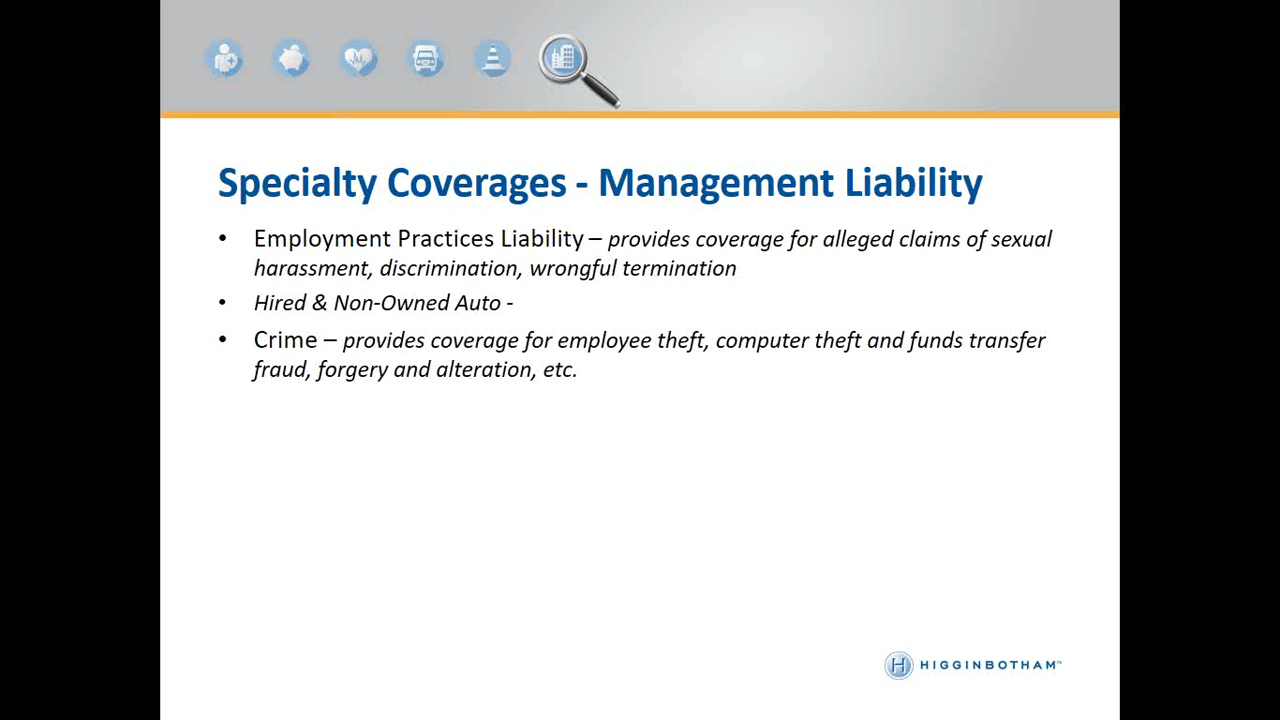 Specialty Coverages - Management Liability
• Employment Practices Liability – provides coverage for alleged claims of sexual
harassment, discrimination, wrongful termination
• Hired & Non-Owned Auto -
• Crime – provides coverage for employee theft, computer theft and funds transfer
fraud, forgery and alteration, etc.
H HIGGINBOTHAM™